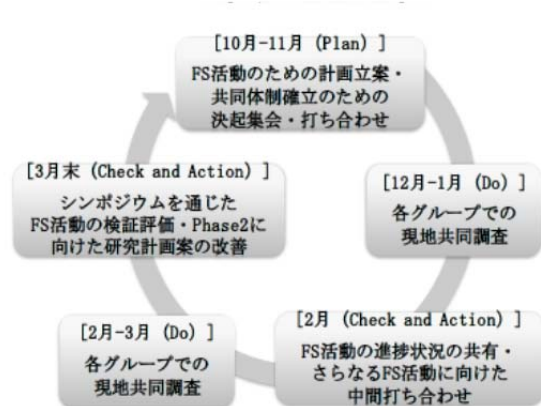 [10月-11月 (Plan) ]
FS活動のための計画立案・
共同体制確立のための
決起集会・打ち合わせ
[12月-1月 (Do) ]
各グループでの
現地共同調査
[2月 (Check and Action) ]
FS活動の進捗状況の共有・
さらなるFS活動に向けた
中間打ち合わせ
[2月-3月 (Do) ]
各グループでの
現地共同調査
[3月末 (Check and Action) ]
シンポジウムを通じた
FS活動の検証評価・Phase2に
向けた研究計画案の改善